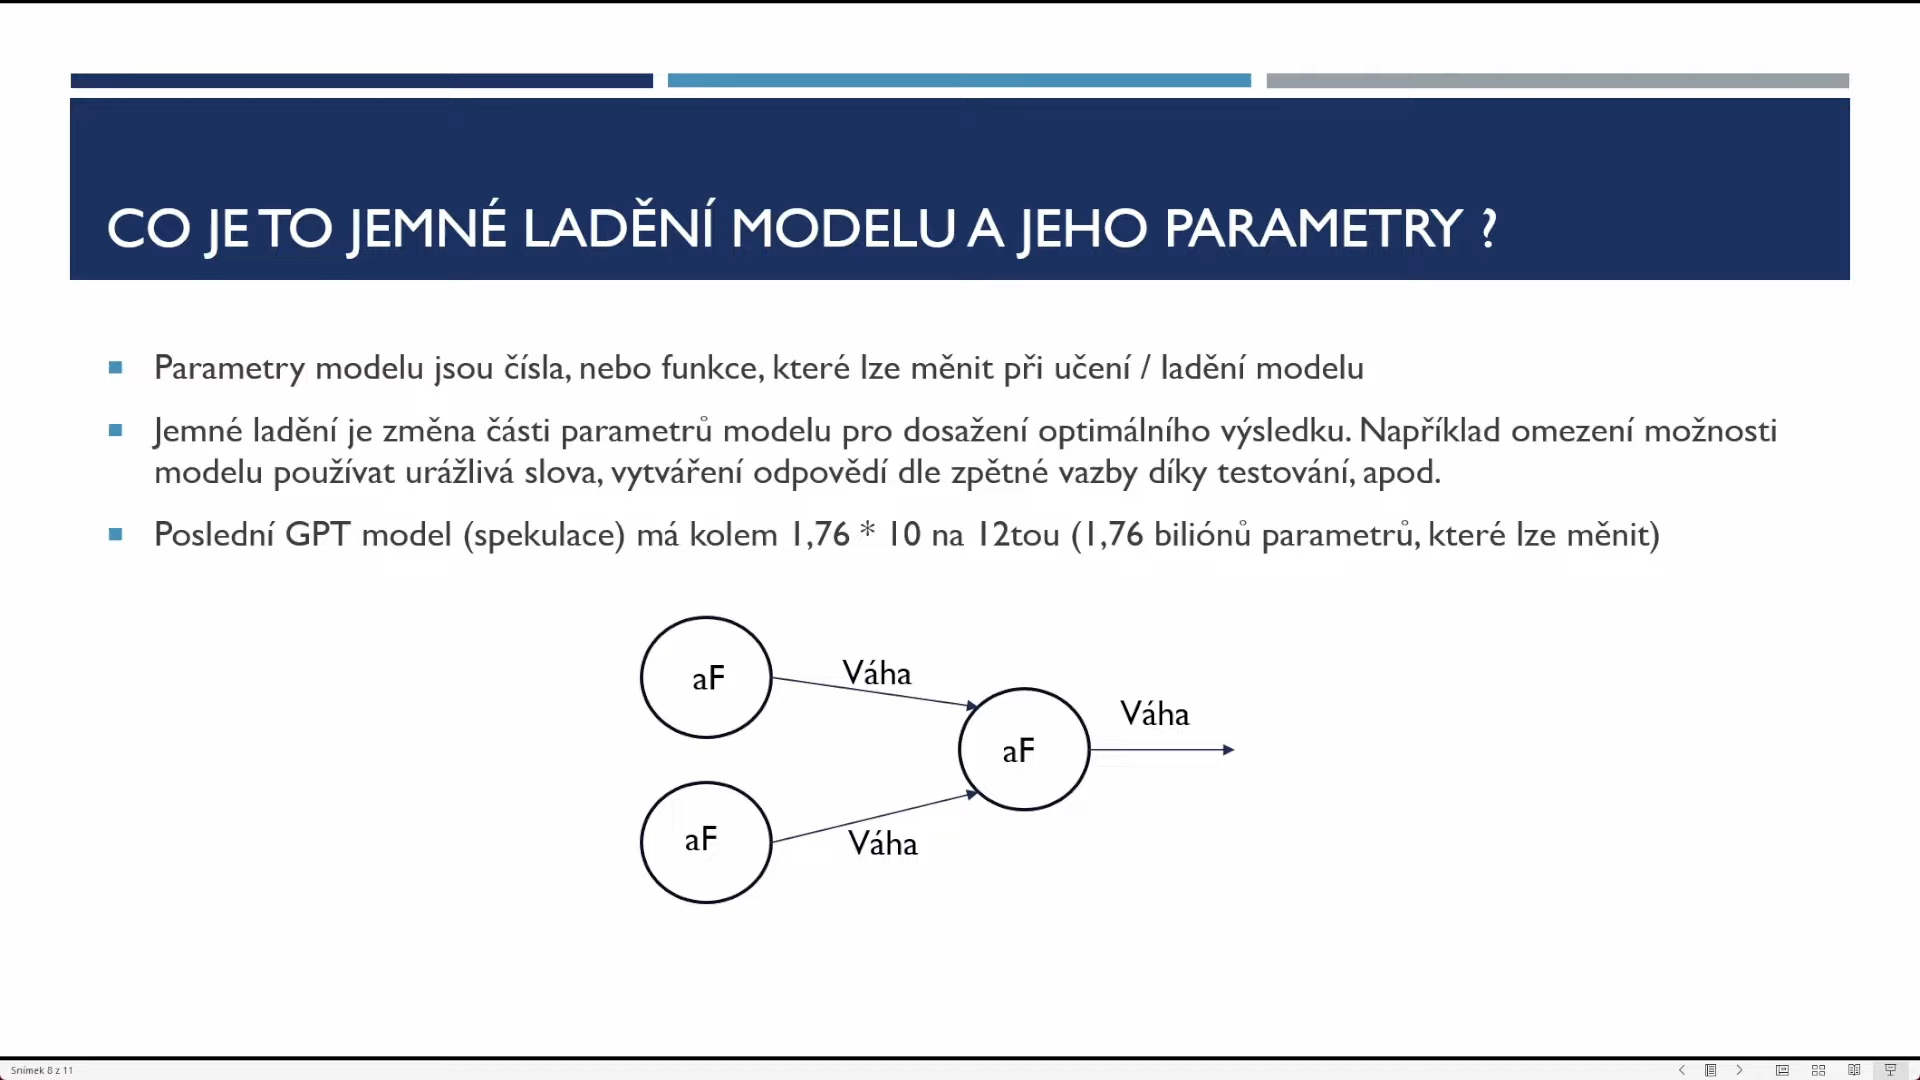 CO JE TO JEMNÉ LADĚNÍ MODELU A JEHO PARAMETRY ?
Parametry modelu jsou čísla, nebo funkce, které lze měnit při učení / ladění modelu
Jemné ladění je změna části parametrů modelu pro dosažení optimálního výsledku. Například omezení možnosti
modelu používat urážlivá slova, vytváření odpovědí dle zpětné vazby díky testování, apod.
Poslední GPT model (spekulace) má kolem 1,76 * 10 na 12tou (1,76 biliónů parametrů, které lze měnit)
aF
Váha
aF
Váha
aF
Váha
Snímek 8 z 11